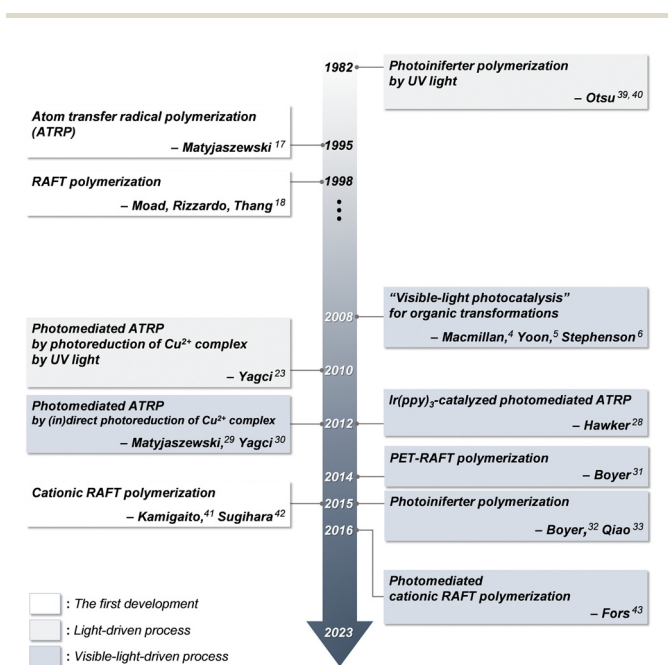 1982
Photoiniferter polymerization
by UV light
– Otsu 39, 40
Atom transfer radical polymerization
(ATRP)
– Matyjaszewski 17
1995
RAFT polymerization
– Moad, Rizzardo, Thang 18
1998
2008
"Visible-light photocatalysis"
for organic transformations
– Macmillan,4 Yoon,5 Stephenson 6
Photomediated ATRP
by photoreduction of Cu2+ complex
by UV light
– Yagci 23
2010
Photomediated ATRP
by (in)direct photoreduction of Cu2+ complex
– Matyjaszewski,29 Yagci 30
2012
Ir(ppy)3-catalyzed photomediated ATRP
– Hawker 28
2014
PET-RAFT polymerization
– Boyer 31
Cationic RAFT polymerization
– Kamigaito,41 Sugihara 42
2015
Photoiniferter polymerization
– Boyer,32 Qiao 33
2016
Photomediated
cationic RAFT polymerization
– Fors 43
2023
: The first development
: Light-driven process
: Visible-light-driven process